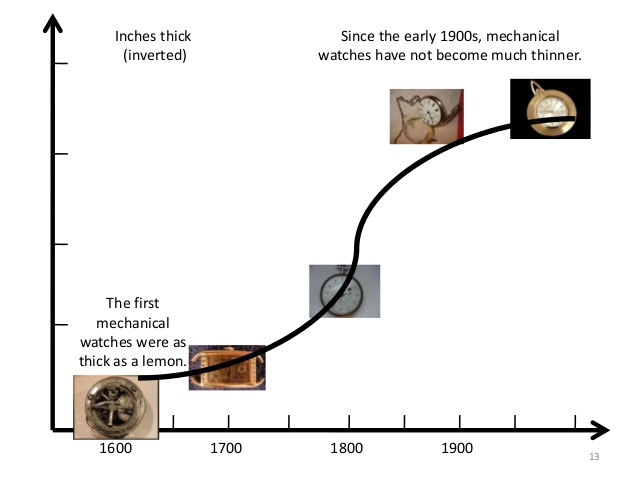 Inches thick
(inverted)
Since the early 1900s, mechanical
watches have not become much thinner.
The first
mechanical
watches were as
thick as a lemon.
1600
1700
1800
1900
13